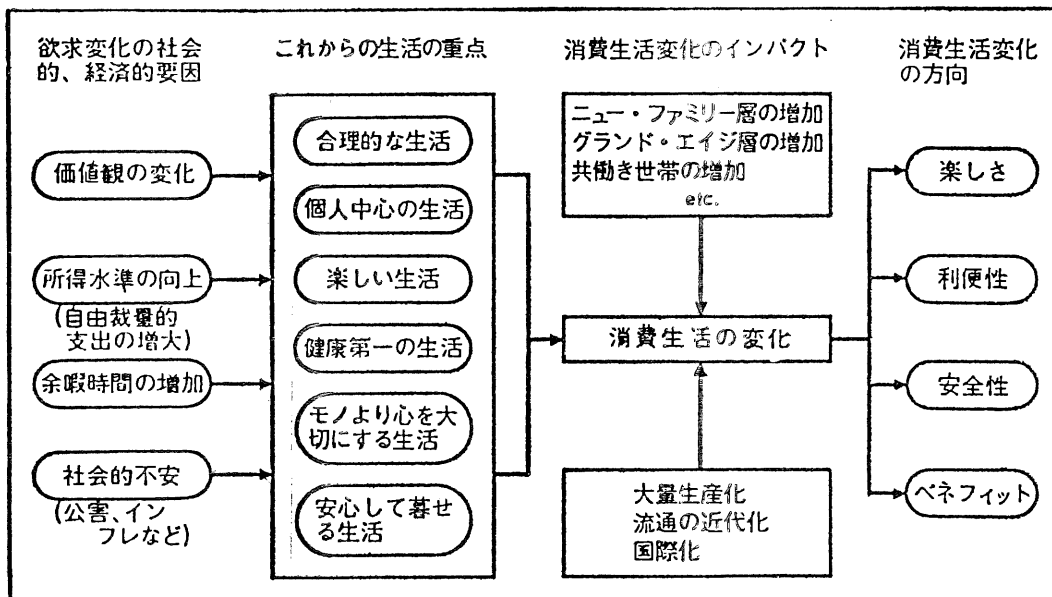 欲求変化の社会
的、経済的要因
価値観の変化
所得水準の向上
(自由裁量的
支出の増大)
余暇時間の増加
社会的不安
(公害、イン
フレなど)
これからの生活の重点
合理的な生活
個人中心の生活
楽しい生活
健康第一の生活
モノより心を大
切にする生活
安心して暮せ
る生活
消費生活変化のインパクト
ニュー・ファミリー層の増加
グランド・エイジ層の増加
共働き世帯の増加
etc.
消費生活の変化
大量生産化
流通の近代化
国際化
消費生活変化
の方向
楽しさ
利便性
安全性
ベネフィット